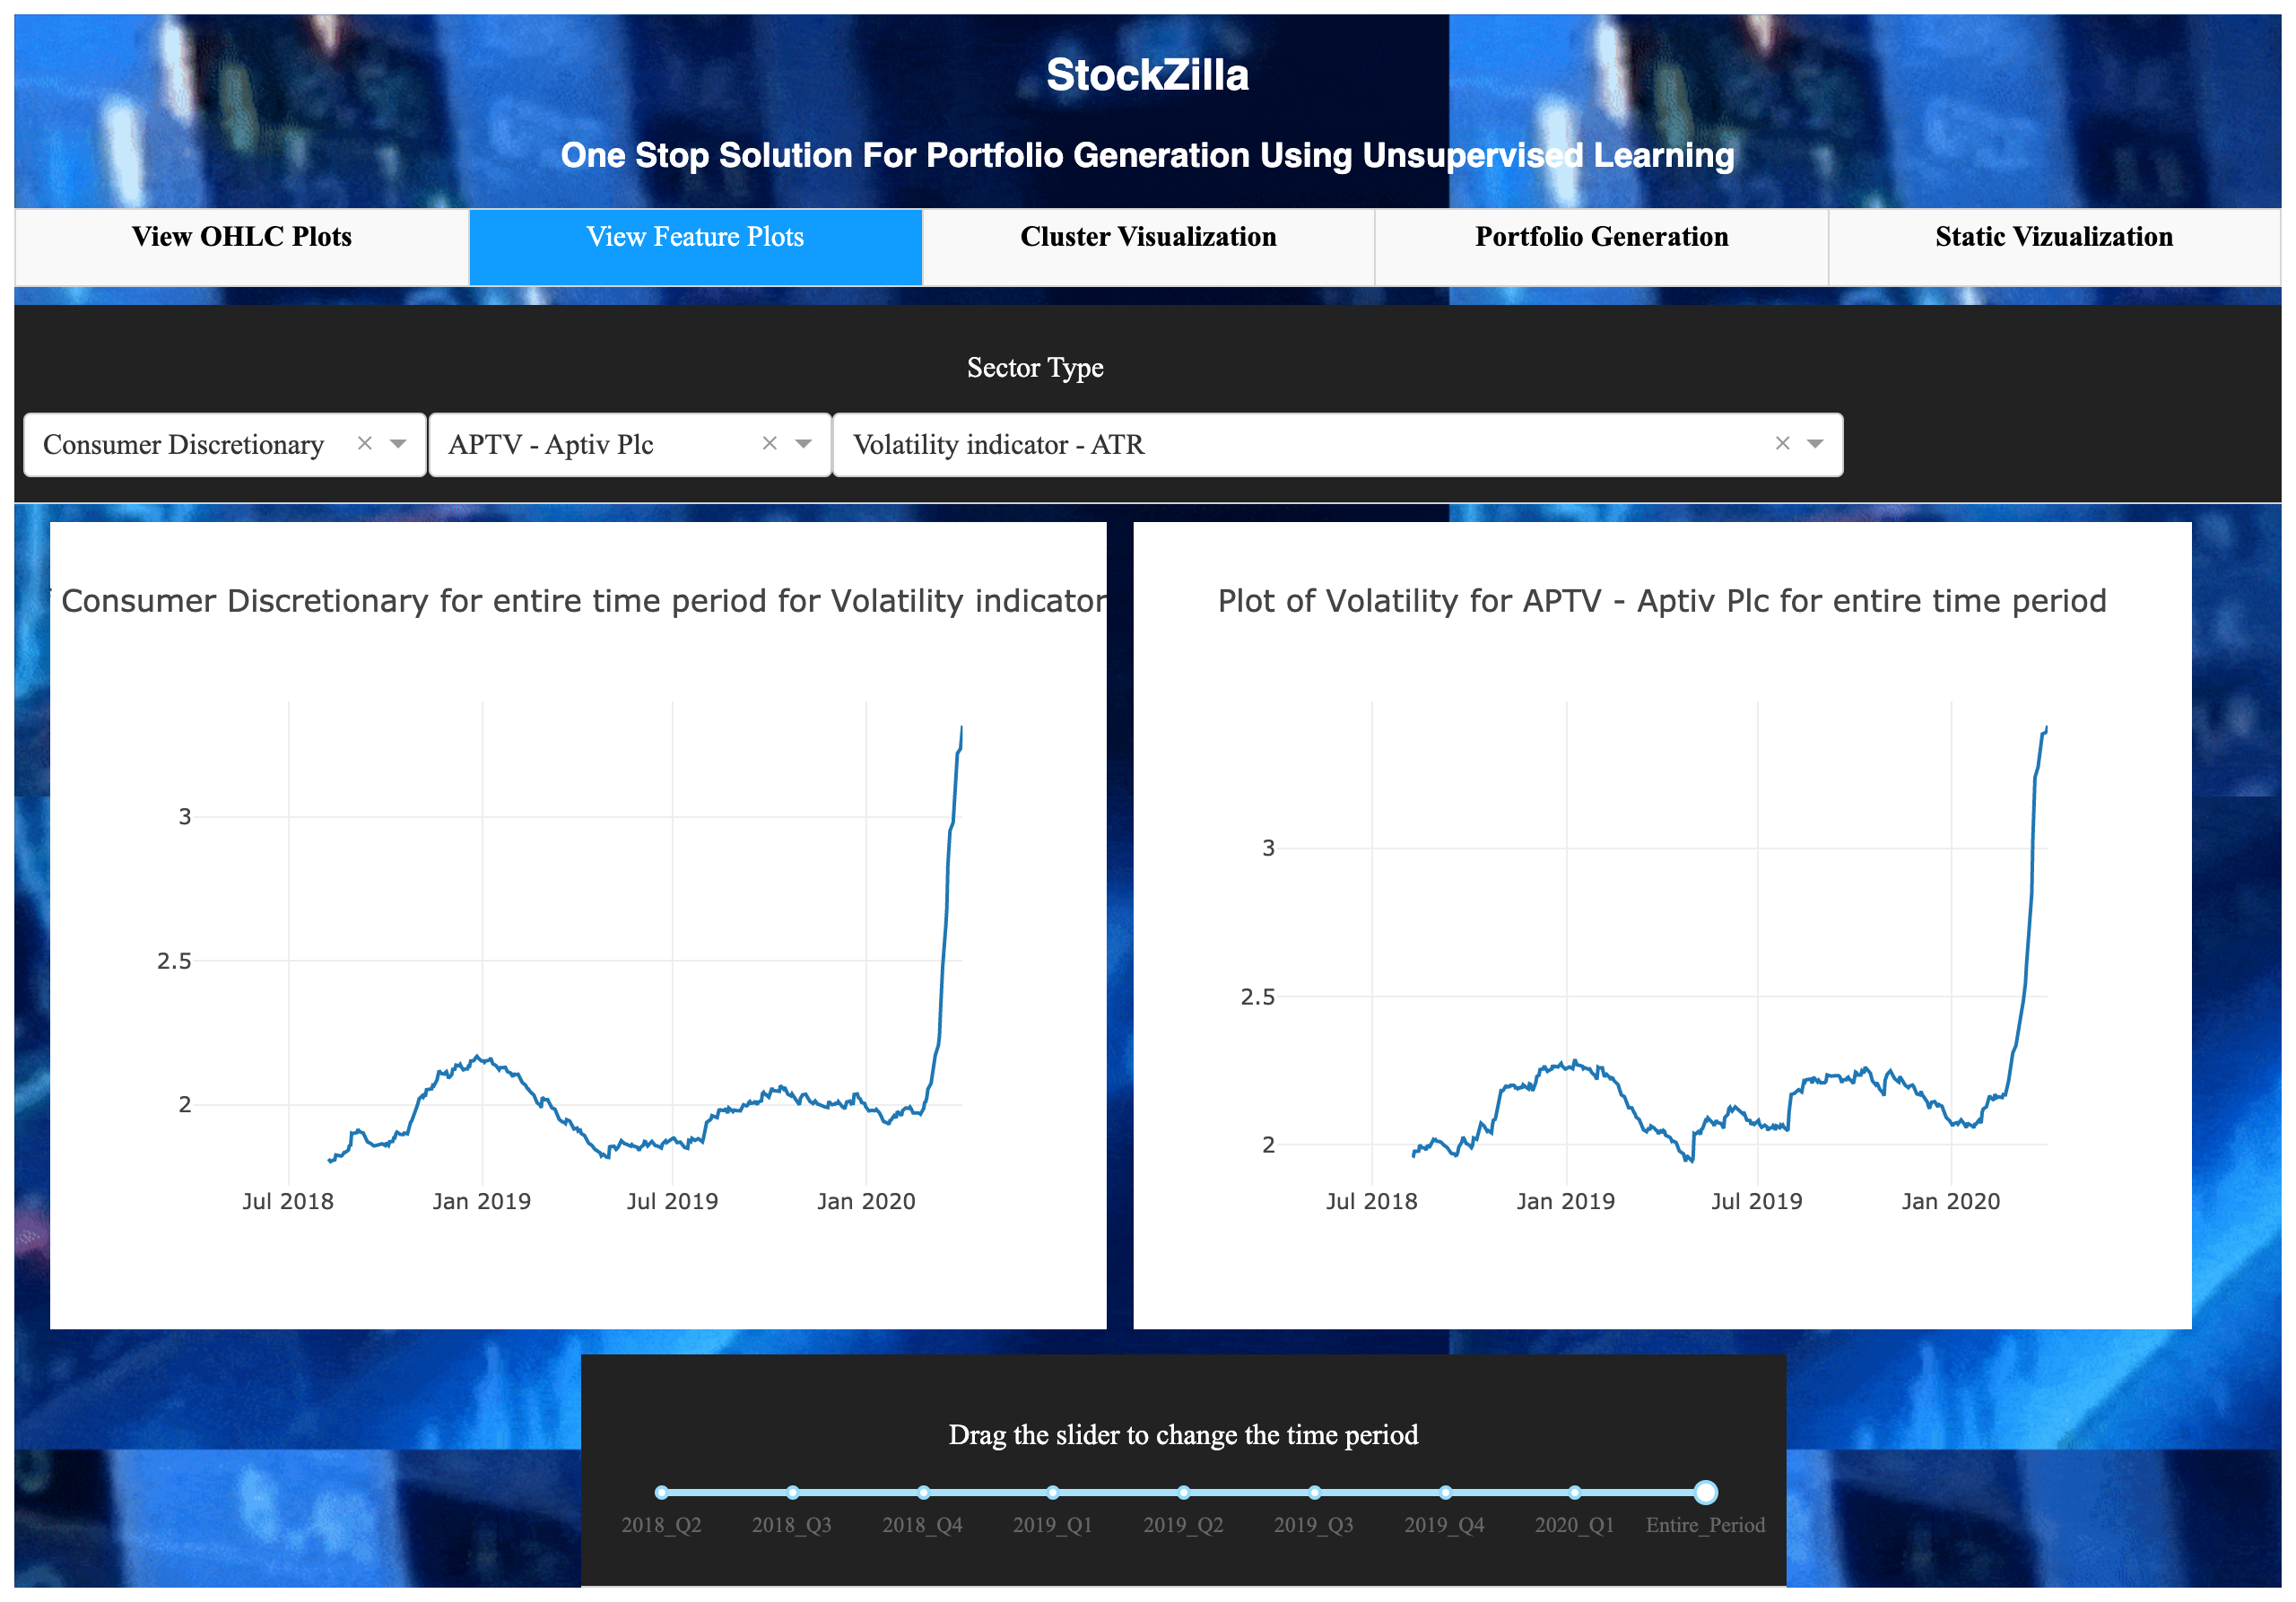 StockZilla
One Stop Solution For Portfolio Generation Using Unsupervised Learning
View OHLC Plots
View Feature Plots
Cluster Visualization
Portfolio Generation
Static Vizualization
Sector Type
Consumer Discretionary
APTV - Aptiv Plc
Volatility indicator - ATR
Consumer Discretionary for entire time period for Volatility indicator
3
2.5
2
Jul 2018
Jan 2019
Jul 2019
Jan 2020
Plot of Volatility for APTV - Aptiv Plc for entire time period
3
2.5
2
Jul 2018
Jan 2019
Jul 2019
Jan 2020
Drag the slider to change the time period
2018_Q2
2018_Q3
2018_Q4
2019_Q1
2019_Q2
2019_Q3
2019_Q4
2020_Q1
Entire_Period